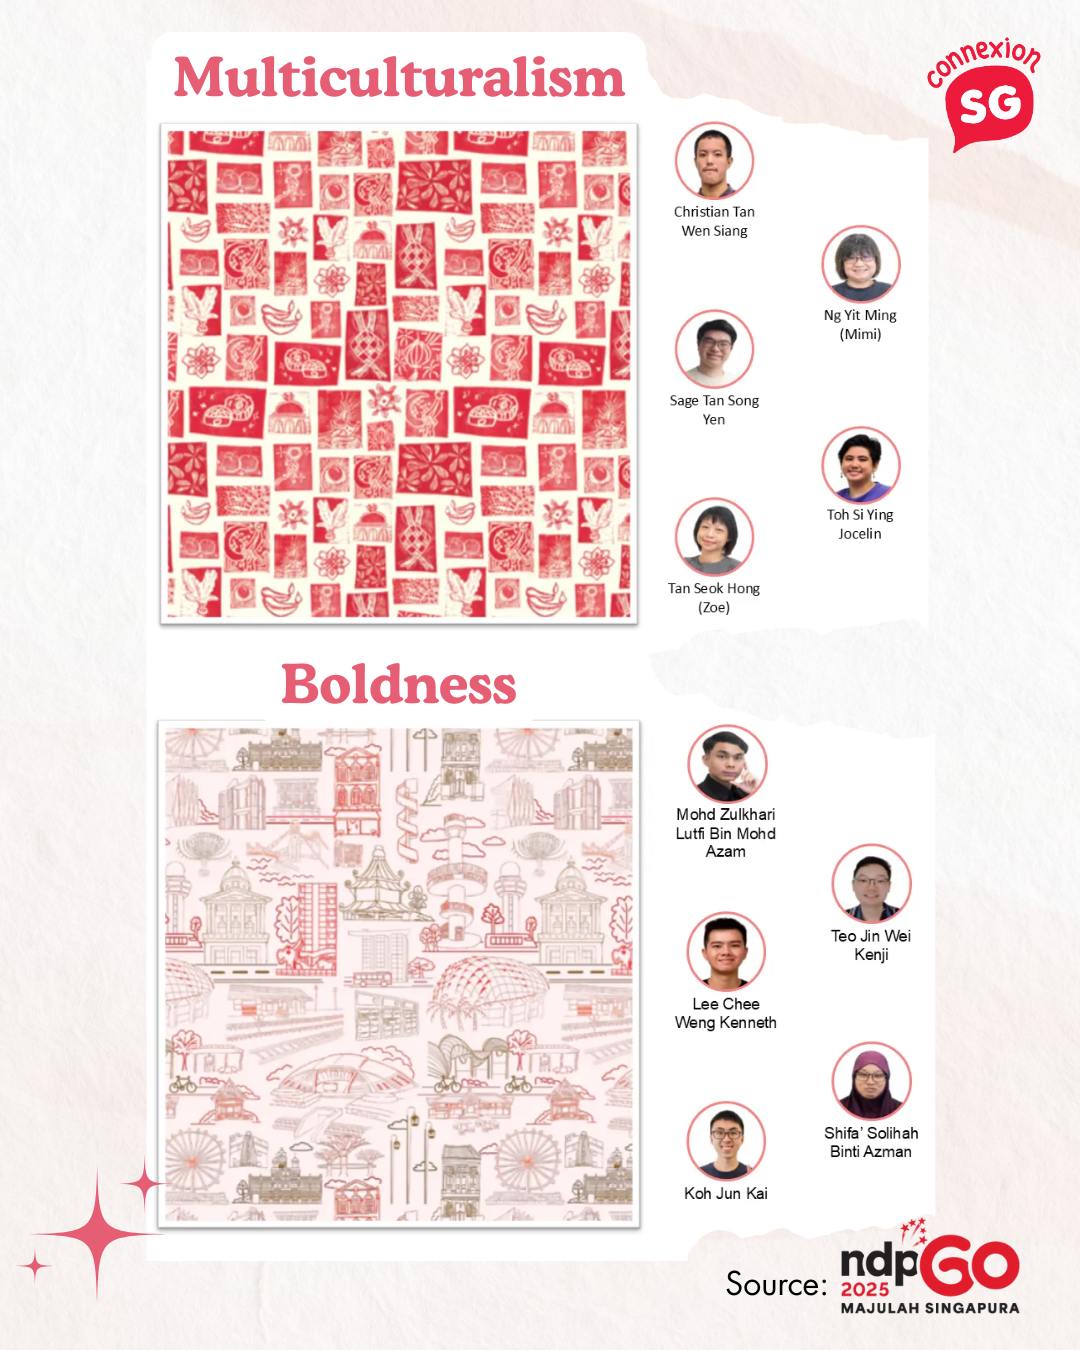 Multiculturalism
connexion
SG
Christian Tan
Wen Siang
Ng Yit Ming
(Mimi)
Sage Tan Song
Yen
Toh Si Ying
Jocelin
Tan Seok Hong
(Zoe)
Boldness
Mohd Zulkhari
Lutfi Bin Mohd
Azam
Teo Jin Wei
Kenji
Lee Chee
Weng Kenneth
Shifa’ Solihah
Binti Azman
Koh Jun Kai
Source:
ndp GO
2025
MAJULAH SINGAPURA